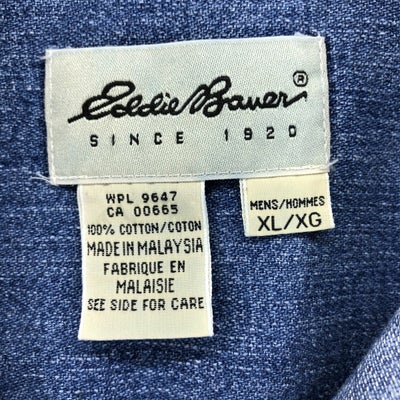 Eddie Bauer®
SINCE 1920
WPL 9647
CA 00665
100% COTTON/COTON
MADE IN MALAYSIA
FABRIQUE EN
MALAISIE
SEE SIDE FOR CARE
MENS/HOMMES
XL/XG